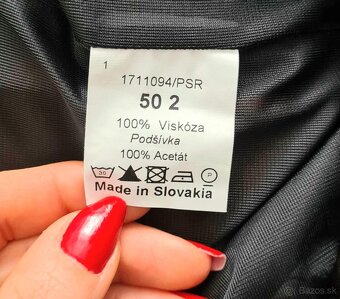 1
1711094/PSR
50 2
100% Viskóza
Podšívka
100% Acetát
P
Made in Slovakia
Bazos.sk